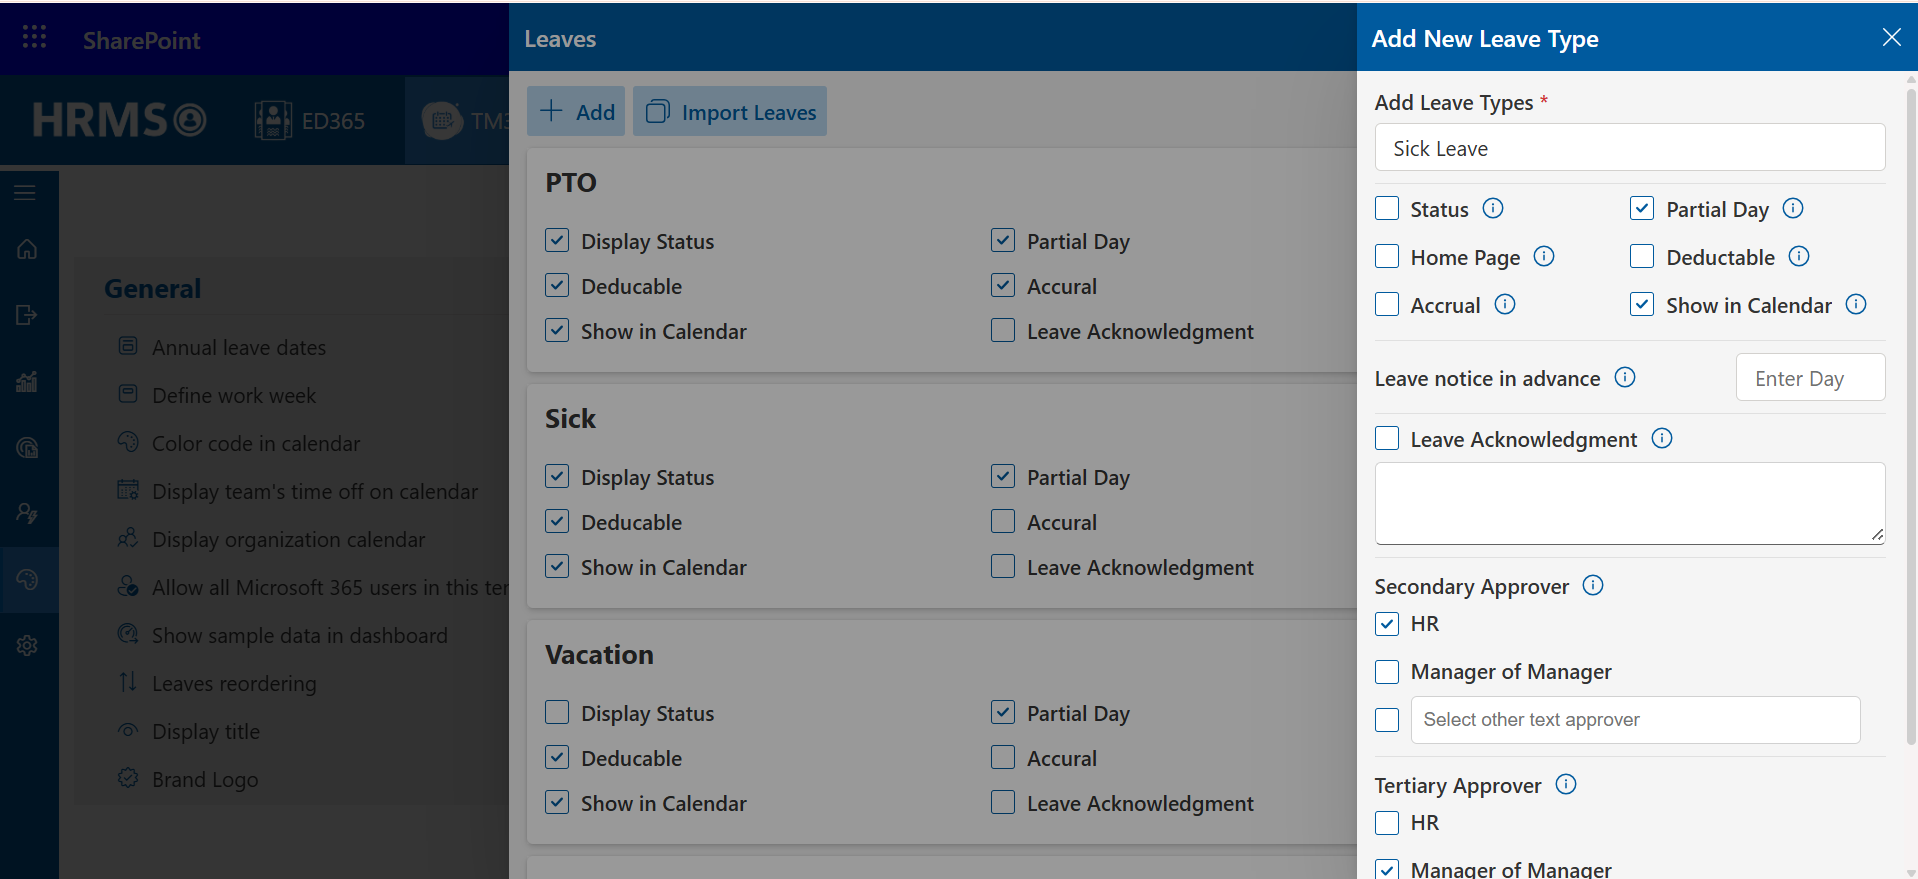 SharePoint
HRMS
ED365
TM3
General
Annual leave dates
Define work week
Color code in calendar
Display team's time off on calendar
Display organization calendar
Allow all Microsoft 365 users in this ter
Show sample data in dashboard
Leaves reordering
Display title
Brand Logo
Leaves
Add
Import Leaves
PTO
Display Status
Partial Day
Deducable
Accural
Show in Calendar
Leave Acknowledgment
Sick
Display Status
Partial Day
Deducable
Accural
Show in Calendar
Leave Acknowledgment
Vacation
Display Status
Partial Day
Deducable
Accural
Show in Calendar
Leave Acknowledgment
Add New Leave Type
Add Leave Types *
Sick Leave
Status
Partial Day
Home Page
Deductable
Accrual
Show in Calendar
Leave notice in advance
Enter Day
Leave Acknowledgment
Secondary Approver
HR
Manager of Manager
Select other text approver
Tertiary Approver
HR
Manager of Manager